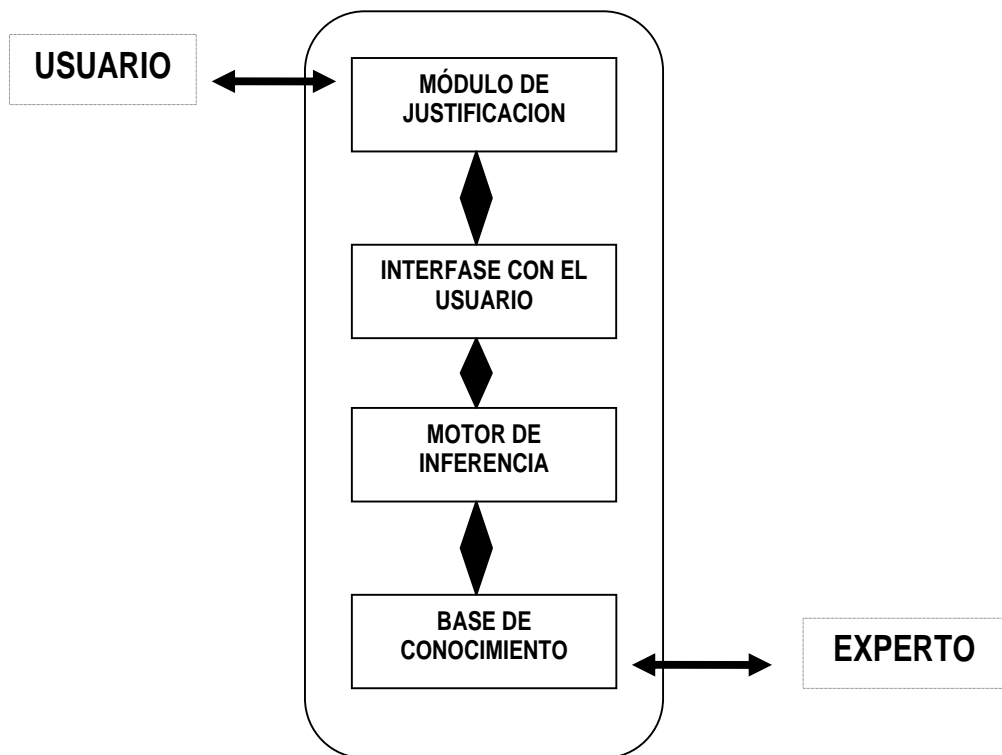 USUARIO
MÓDULO DE
JUSTIFICACION
INTERFASE CON EL
USUARIO
MOTOR DE
INFERENCIA
BASE DE
CONOCIMIENTO
EXPERTO